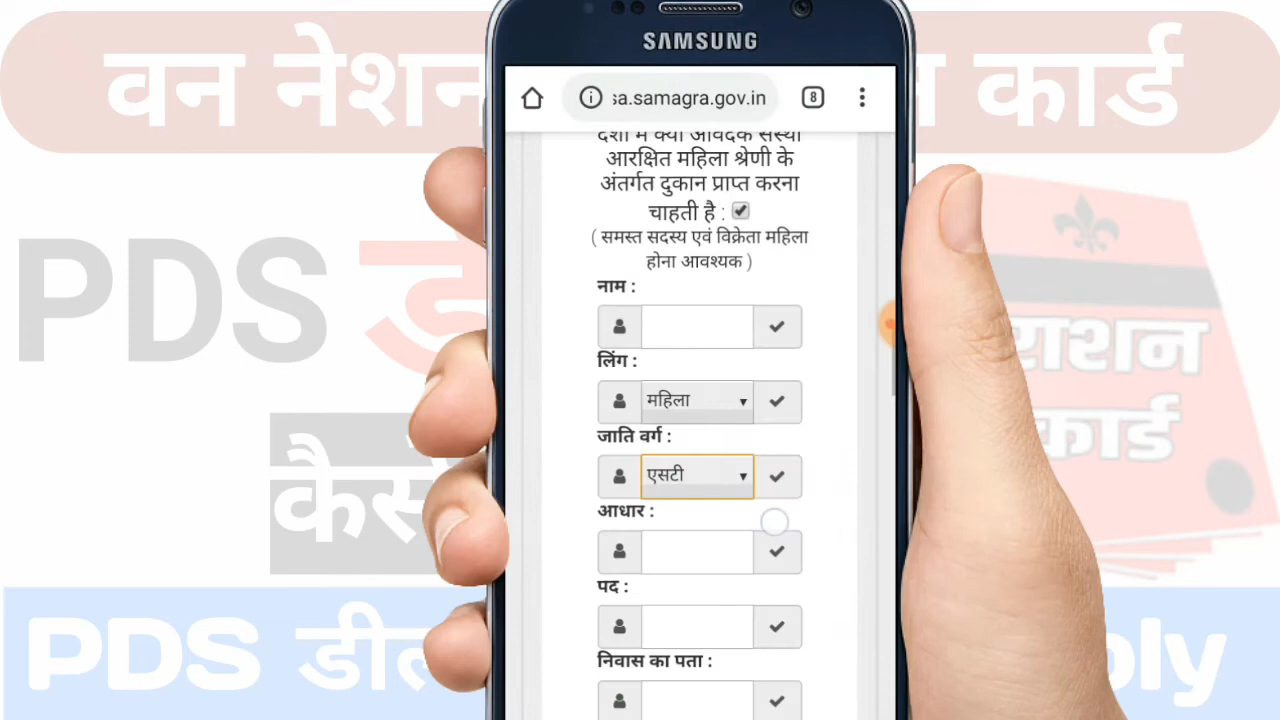 SAMSUNG
sa.samagra.gov.in
8
दशा में क्या आवेदक संस्था
आरक्षित महिला श्रेणी के
अंतर्गत दुकान प्राप्त करना
चाहती है :
( समस्त सदस्य एवं विक्रेता महिला
होना आवश्यक )
नाम :
लिंग :
महिला
जाति वर्ग :
एसटी
आधार :
पद :
निवास का पता :
वन नेशन
कार्ड
PDS
राशन
कार्ड
PDS